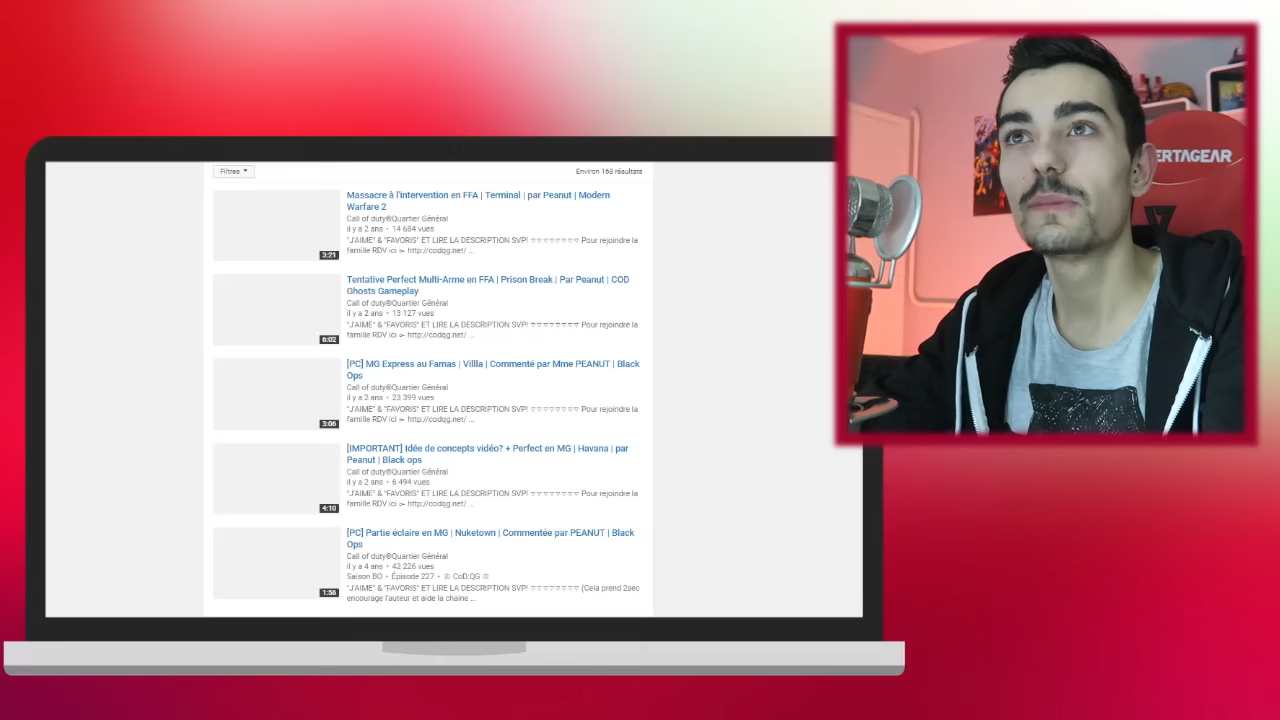 Filtres
Environ 168 résultats
Massacre à l'intervention en FFA | Terminal | par Peanut | Modern
Warfare 2
Call of duty®Quartier Général
il y a 2 ans • 14 684 vues
"J'AIME" & "FAVORIS" ET LIRE LA DESCRIPTION SVP! ▽▽▽▽▽▽▽▽ Pour rejoindre la
famille RDV ici ➢ http://codqg.net/ ...
3:21
Tentative Perfect Multi-Arme en FFA | Prison Break | Par Peanut | COD
Ghosts Gameplay
Call of duty®Quartier Général
il y a 2 ans • 13 127 vues
"J'AIME" & "FAVORIS" ET LIRE LA DESCRIPTION SVP! ▽▽▽▽▽▽▽▽ Pour rejoindre la
famille RDV ici ➢ http://codqg.net/ ...
6:02
[PC] MG Express au Famas | Villla | Commenté par Mme PEANUT | Black
Ops
Call of duty®Quartier Général
il y a 2 ans • 23 399 vues
"J'AIME" & "FAVORIS" ET LIRE LA DESCRIPTION SVP! ▽▽▽▽▽▽▽▽ Pour rejoindre la
famille RDV ici ➢ http://codqg.net/ ...
3:06
[IMPORTANT] Idée de concepts vidéo? + Perfect en MG | Havana | par
Peanut | Black ops
Call of duty®Quartier Général
il y a 2 ans • 6 494 vues
"J'AIME" & "FAVORIS" ET LIRE LA DESCRIPTION SVP! ▽▽▽▽▽▽▽▽ Pour rejoindre la
famille RDV ici ➢ http://codqg.net/ ...
4:10
[PC] Partie éclaire en MG | Nuketown | Commentée par PEANUT | Black
Ops
Call of duty®Quartier Général
il y a 4 ans • 42 226 vues
Saison BO • Épisode 227 • CoD:QG
"J'AIME" & "FAVORIS" ET LIRE LA DESCRIPTION SVP! ▽▽▽▽▽▽▽▽ (Cela prend 2sec
encourage l'auteur et aide la chaine ...
1:56
ERTAGEAR